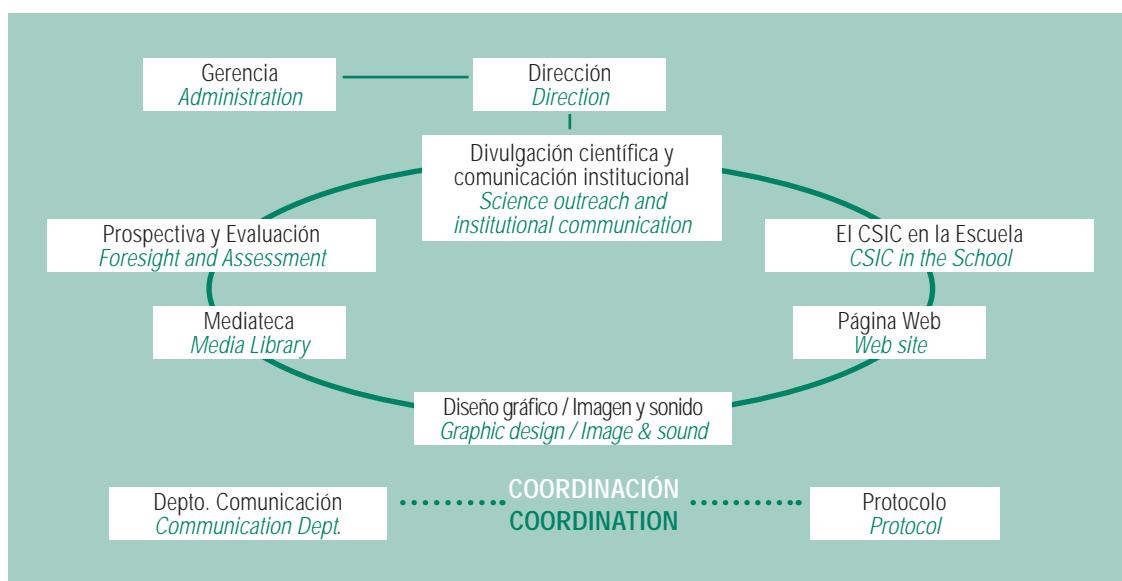 Gerencia
Administration
Dirección
Direction
Divulgación científica y
comunicación institucional
Science outreach and
institutional communication
Prospectiva y Evaluación
Foresight and Assessment
El CSIC en la Escuela
CSIC in the School
Mediateca
Media Library
Página Web
Web site
Diseño gráfico / Imagen y sonido
Graphic design / Image & sound
Depto. Comunicación
Communication Dept.
COORDINACIÓN
COORDINATION
Protocolo
Protocol